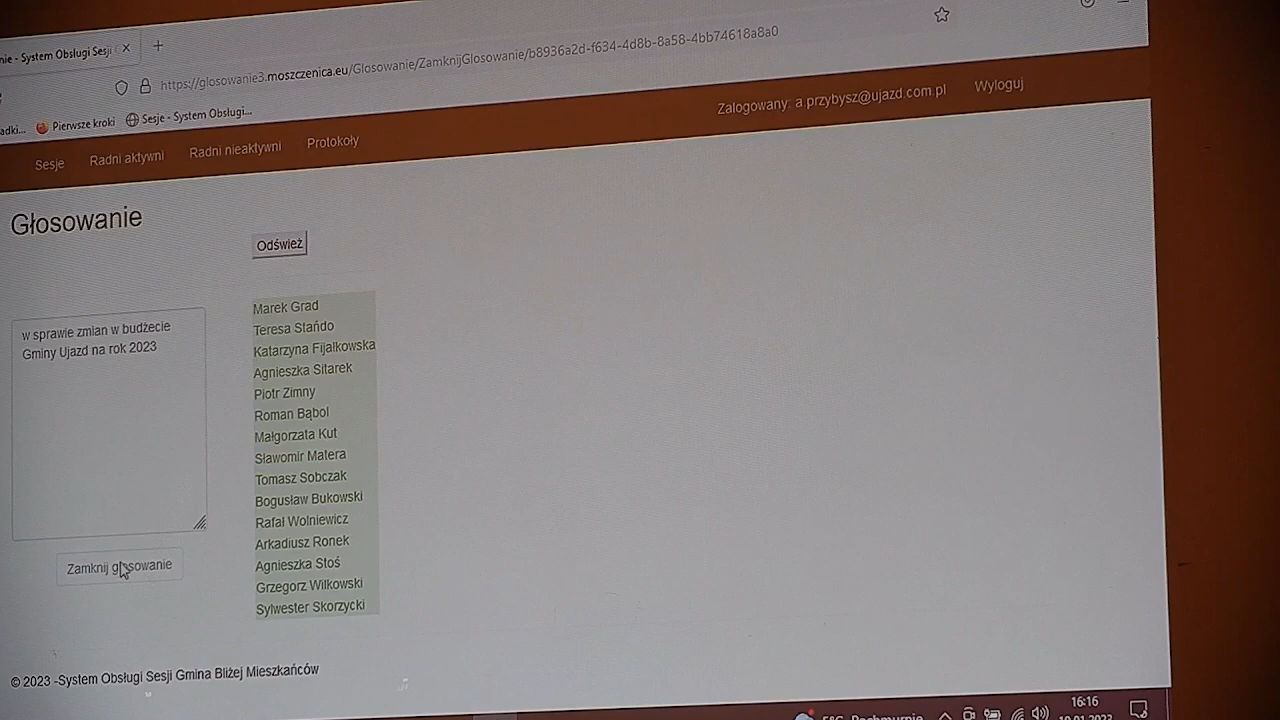 nie - System Obsługi Sesji
https://glosowanie3.moszczenica.eu/Glosowanie/ZamknijGlosowanie/b8936a2d-f634-4d8b-8a58-4bb74618a8a0
adki... Pierwsze kroki Sesje - System Obsługi...
Sesje Radni aktywni Radni nieaktywni Protokoły Zalogowany: a.przybysz@ujazd.com.pl Wyloguj
Głosowanie
Odśwież
w sprawie zmian w budżecie
Gminy Ujazd na rok 2023
Zamknij głosowanie
Marek Grad
Teresa Stańdo
Katarzyna Fijałkowska
Agnieszka Sitarek
Piotr Zimny
Roman Bąbol
Małgorzata Kut
Sławomir Matera
Tomasz Sobczak
Bogusław Bukowski
Rafał Wolniewicz
Arkadiusz Ronek
Agnieszka Stoś
Grzegorz Wilkowski
Sylwester Skorzycki
© 2023 -System Obsługi Sesji Gmina Bliżej Mieszkańców
5°C Pochmurnie
16:16